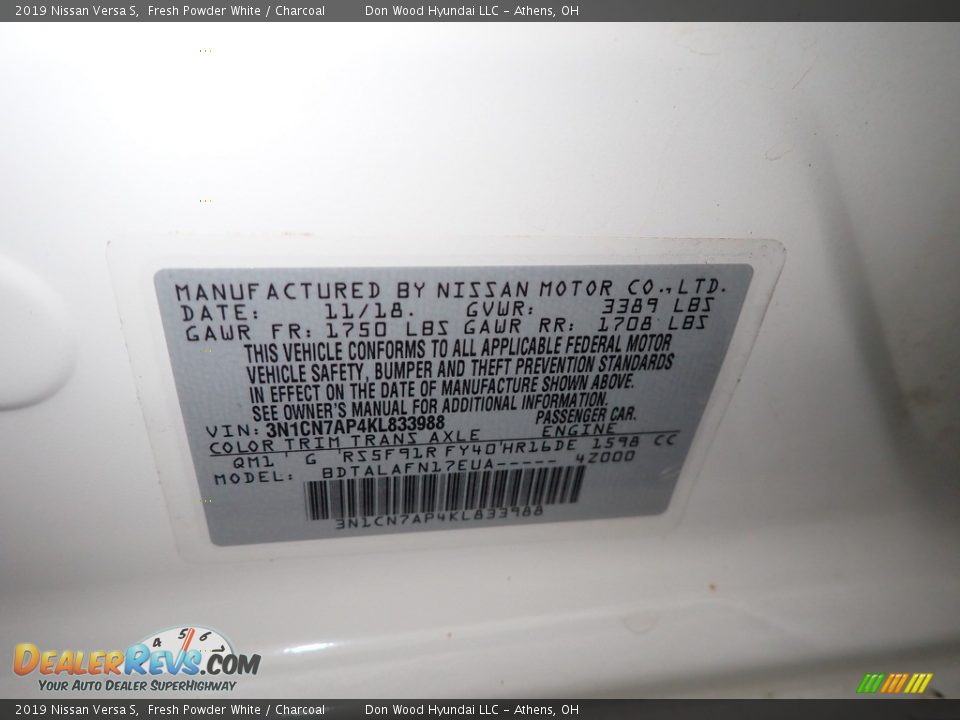 2019 Nissan Versa S, Fresh Powder White / Charcoal Don Wood Hyundai LLC - Athens, OH
MANUFACTURED BY NISSAN MOTOR CO., LTD.
DATE: 11/18. GVWR: 3389 LBS
GAWR FR: 1750 LBS GAWR RR: 1708 LBS
THIS VEHICLE CONFORMS TO ALL APPLICABLE FEDERAL MOTOR
VEHICLE SAFETY, BUMPER AND THEFT PREVENTION STANDARDS
IN EFFECT ON THE DATE OF MANUFACTURE SHOWN ABOVE.
SEE OWNER'S MANUAL FOR ADDITIONAL INFORMATION.
VIN: 3N1CN7AP4KL833988 PASSENGER CAR.
COLOR TRIM TRANS AXLE ENGINE
QM1 ' G 'RS5F91R FY40'HR16DE 1598 CC
MODEL: BDTALAFN17EUA----- 4Z000
3N1CN7AP4KL833988
4 5 6
DEALERREVS.COM
YOUR AUTO DEALER SUPERHIGHWAY
2019 Nissan Versa S, Fresh Powder White / Charcoal Don Wood Hyundai LLC - Athens, OH